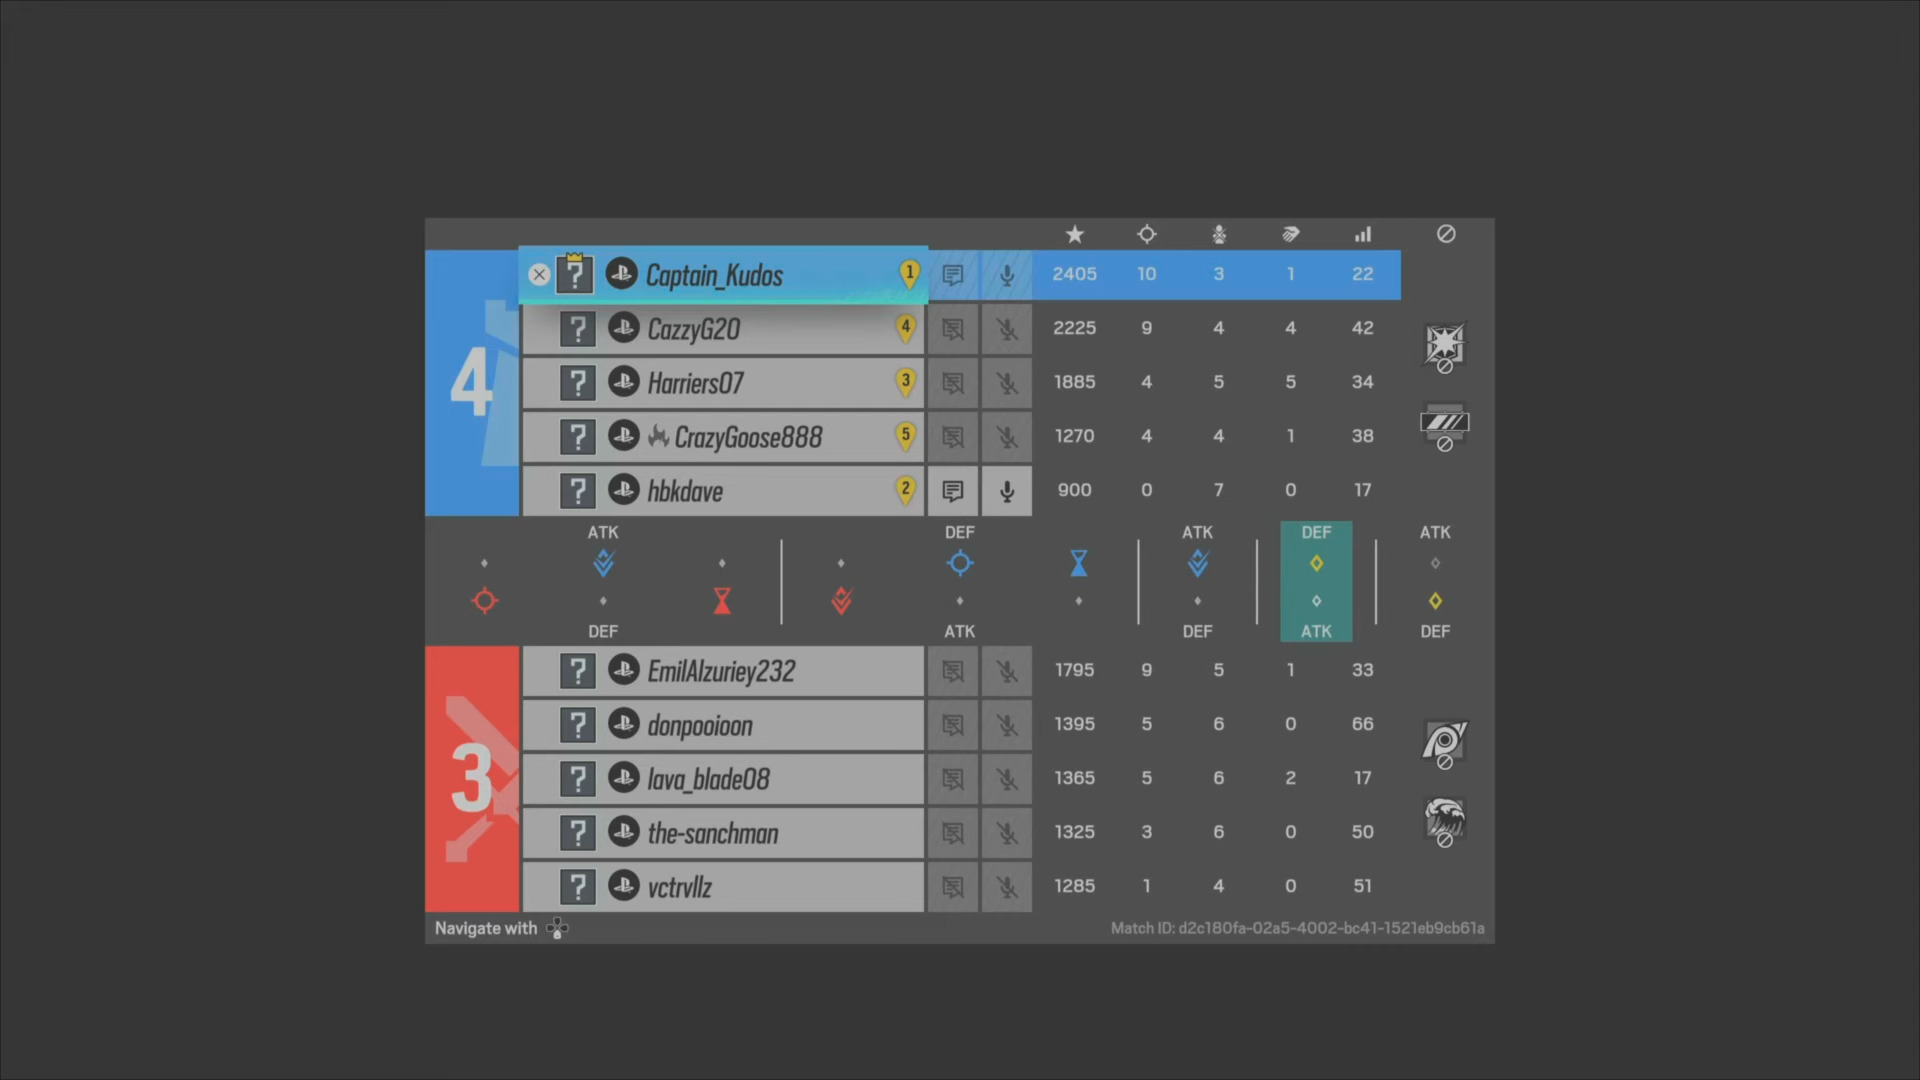 4
? Captain_Kudos 1 2405 10 3 1 22
? CazzyG20 4 2225 9 4 4 42
? Harriers07 3 1885 4 5 5 34
? CrazyGoose888 5 1270 4 4 1 38
? hbkdave 2 900 0 7 0 17
ATK DEF ATK DEF ATK
DEF ATK DEF ATK DEF
3
? EmilAlzuriey232 1795 9 5 1 33
? donpooioon 1395 5 6 0 66
? lava_blade08 1365 5 6 2 17
? the-sanchman 1325 3 6 0 50
? vctrvllz 1285 1 4 0 51
Navigate with
Match ID: d2c180fa-02a5-4002-bc41-1521eb9cb61a